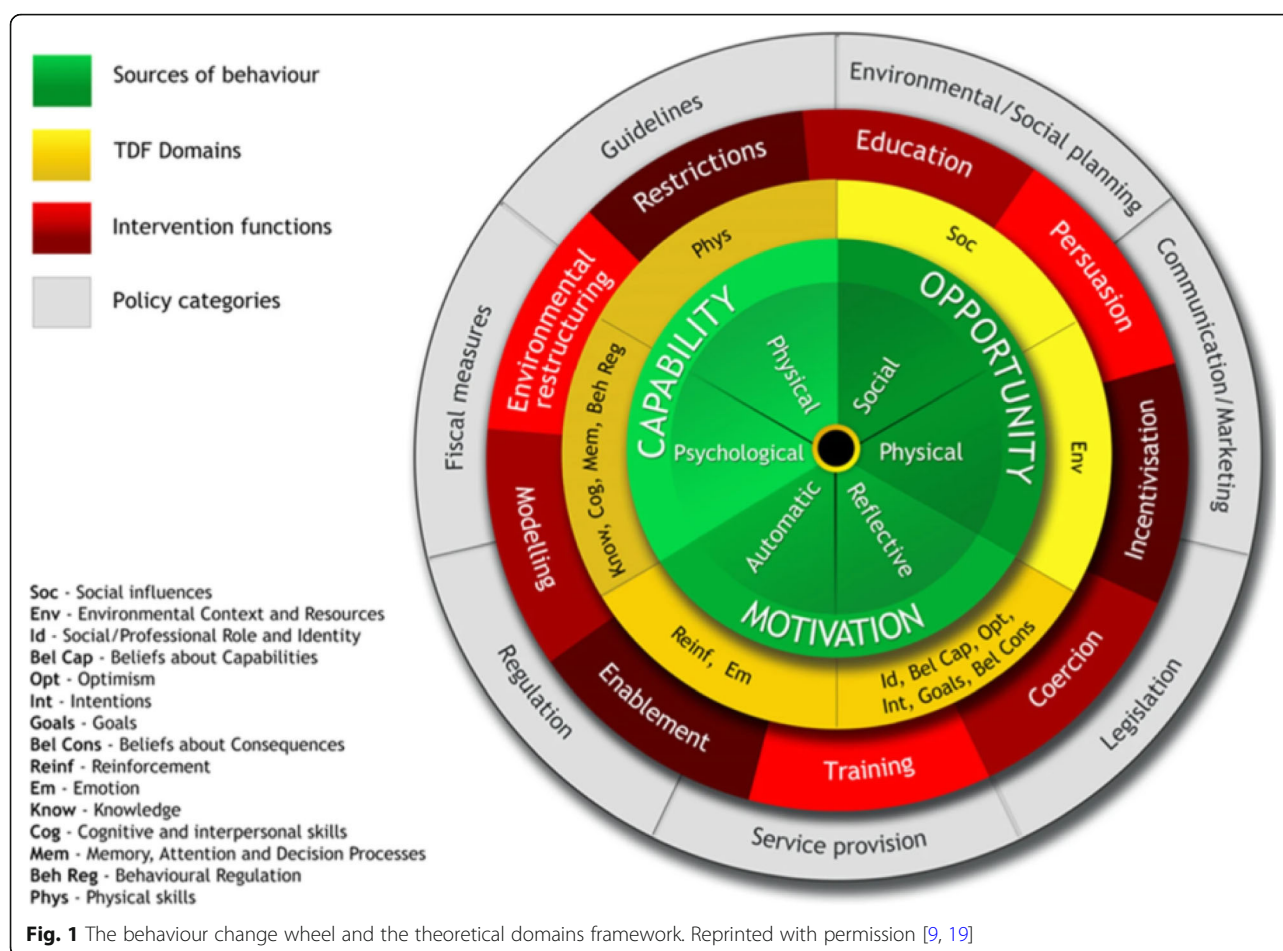 Sources of behaviour
TDF Domains
Intervention functions
Policy categories
Guidelines
Environmental/Social planning
Communication/Marketing
Legislation
Service provision
Regulation
Fiscal measures
Restrictions
Education
Persuasion
Incentivisation
Coercion
Training
Enablement
Modelling
Environmental
restructuring
Phys
Soc
Env
Id, Bel Cap, Opt,
Int, Goals, Bel Cons
Reinf, Em
Know, Cog, Mem, Beh Reg
CAPABILITY
OPPORTUNITY
MOTIVATION
Physical
Social
Physical
Reflective
Automatic
Psychological
Soc - Social influences
Env - Environmental Context and Resources
Id - Social/Professional Role and Identity
Bel Cap - Beliefs about Capabilities
Opt - Optimism
Int - Intentions
Goals - Goals
Bel Cons - Beliefs about Consequences
Reinf - Reinforcement
Em - Emotion
Know - Knowledge
Cog - Cognitive and interpersonal skills
Mem - Memory, Attention and Decision Processes
Beh Reg - Behavioural Regulation
Phys - Physical skills
Fig. 1 The behaviour change wheel and the theoretical domains framework. Reprinted with permission [9, 19]